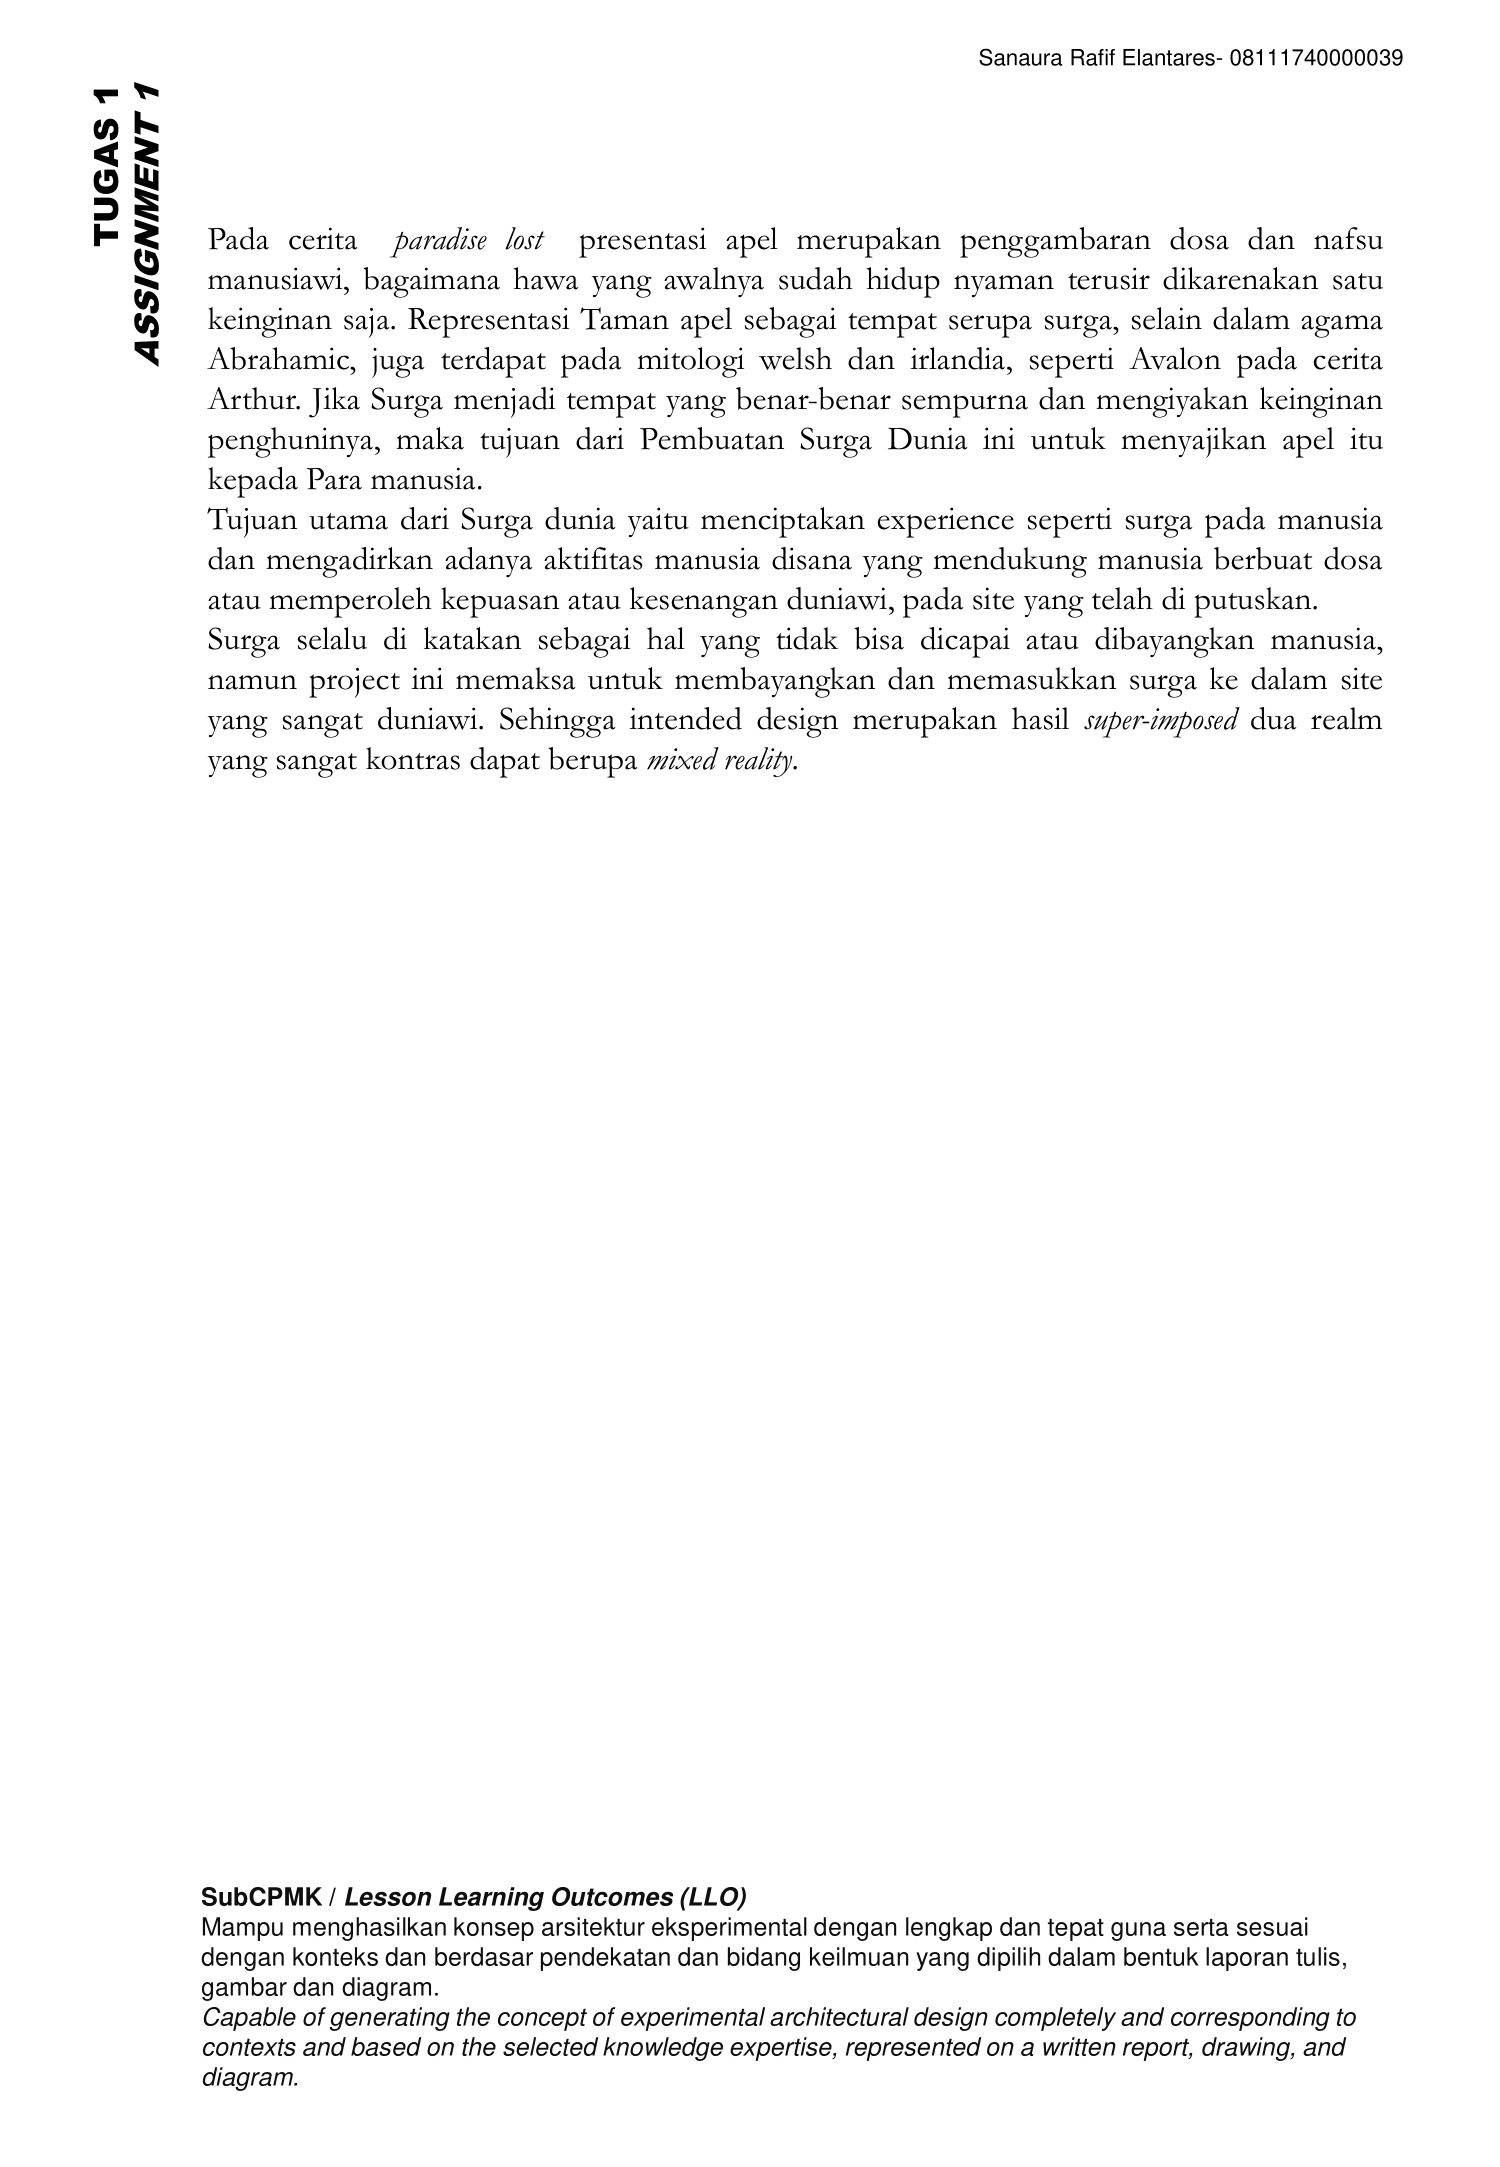 Sanaura Rafif Elantares- 08111740000039
TUGAS 1
ASSIGNMENT 1
Pada cerita paradise lost presentasi apel merupakan penggambaran dosa dan nafsu
manusiawi, bagaimana hawa yang awalnya sudah hidup nyaman terusir dikarenakan satu
keinginan saja. Representasi Taman apel sebagai tempat serupa surga, selain dalam agama
Abrahamic, juga terdapat pada mitologi welsh dan irlandia, seperti Avalon pada cerita
Arthur. Jika Surga menjadi tempat yang benar-benar sempurna dan mengiyakan keinginan
penghuninya, maka tujuan dari Pembuatan Surga Dunia ini untuk menyajikan apel itu
kepada Para manusia.
Tujuan utama dari Surga dunia yaitu menciptakan experience seperti surga pada manusia
dan mengadirkan adanya aktifitas manusia disana yang mendukung manusia berbuat dosa
atau memperoleh kepuasan atau kesenangan duniawi, pada site yang telah di putuskan.
Surga selalu di katakan sebagai hal yang tidak bisa dicapai atau dibayangkan manusia,
namun project ini memaksa untuk membayangkan dan memasukkan surga ke dalam site
yang sangat duniawi. Sehingga intended design merupakan hasil super-imposed dua realm
yang sangat kontras dapat berupa mixed reality.
SubCPMK / Lesson Learning Outcomes (LLO)
Mampu menghasilkan konsep arsitektur eksperimental dengan lengkap dan tepat guna serta sesuai
dengan konteks dan berdasar pendekatan dan bidang keilmuan yang dipilih dalam bentuk laporan tulis,
gambar dan diagram.
Capable of generating the concept of experimental architectural design completely and corresponding to
contexts and based on the selected knowledge expertise, represented on a written report, drawing, and
diagram.